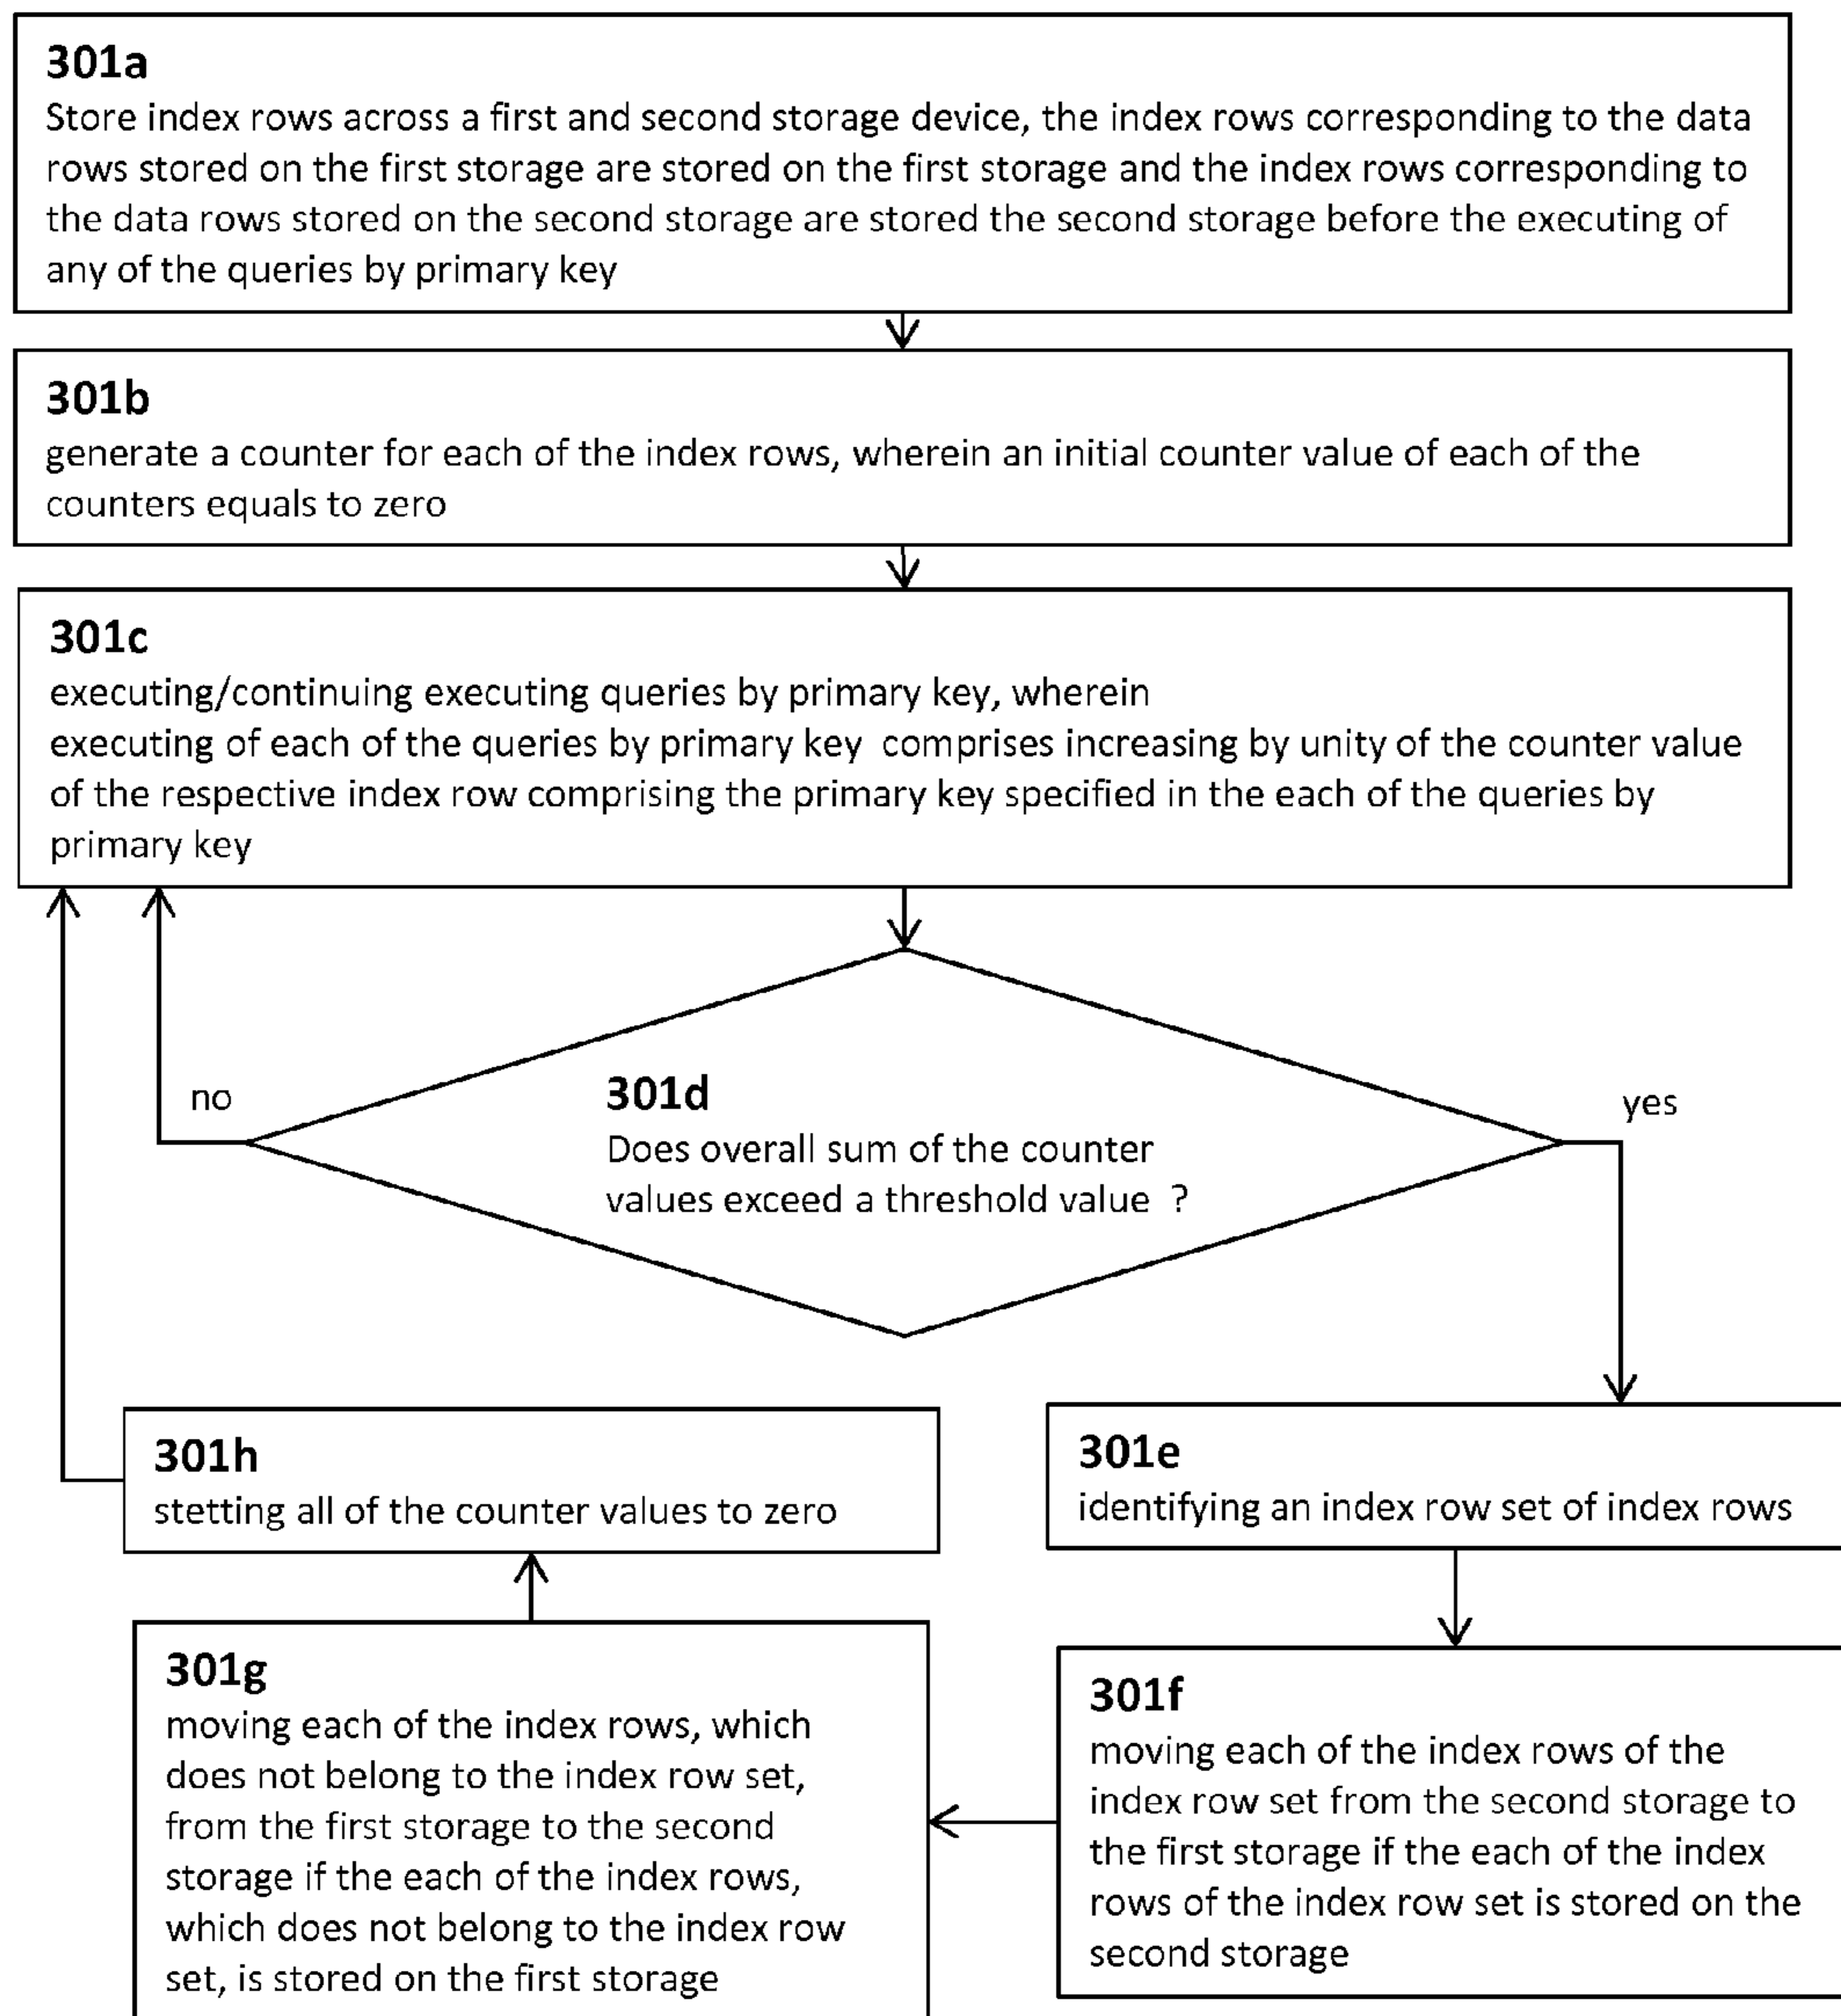 301a
Store index rows across a first and second storage device, the index rows corresponding to the data
rows stored on the first storage are stored on the first storage and the index rows corresponding to
the data rows stored on the second storage are stored the second storage before the executing of
any of the queries by primary key
301b
generate a counter for each of the index rows, wherein an initial counter value of each of the
counters equals to zero
301c
executing/continuing executing queries by primary key, wherein
executing of each of the queries by primary key comprises increasing by unity of the counter value
of the respective index row comprising the primary key specified in the each of the queries by
primary key
no
301d
Does overall sum of the counter
values exceed a threshold value ?
yes
301h
stetting all of the counter values to zero
301e
identifying an index row set of index rows
301g
moving each of the index rows, which
does not belong to the index row set,
from the first storage to the second
storage if the each of the index rows,
which does not belong to the index row
set, is stored on the first storage
301f
moving each of the index rows of the
index row set from the second storage to
the first storage if the each of the index
rows of the index row set is stored on the
second storage